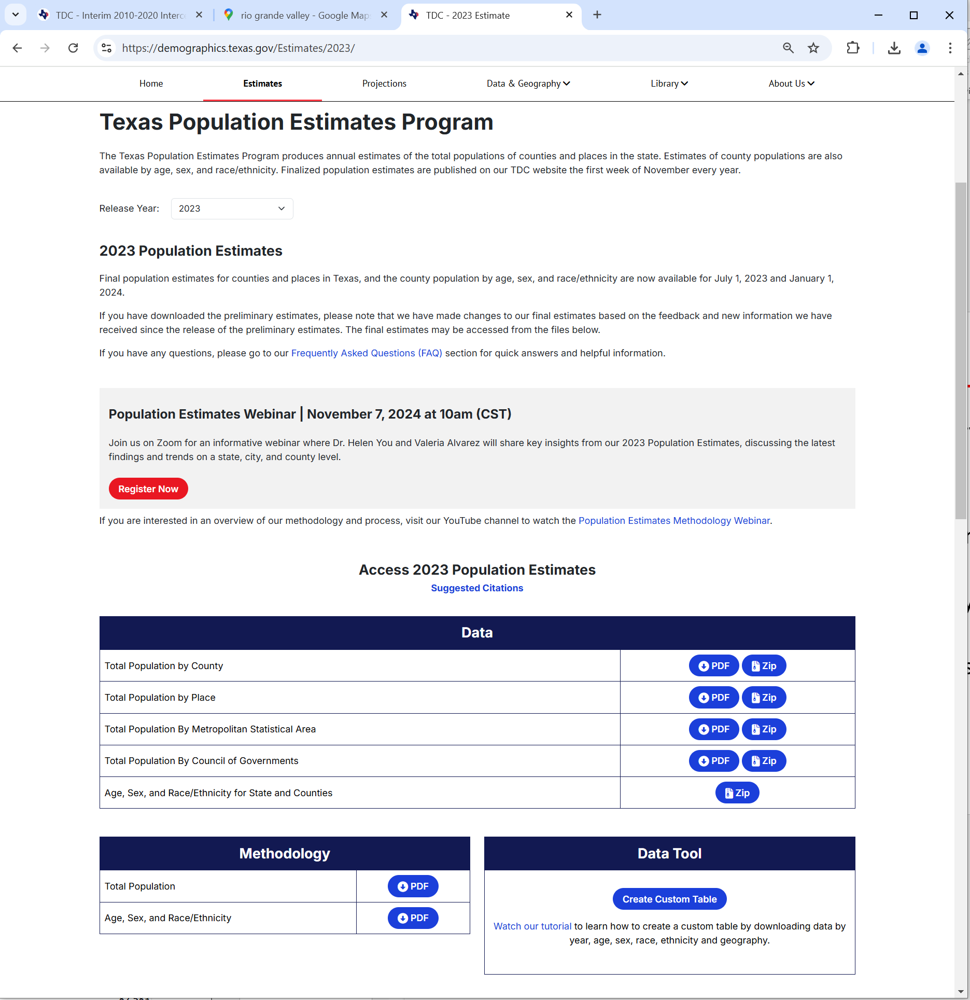 TDC - Interim 2010-2020 Interc
rio grande valley - Google Maps
TDC - 2023 Estimate
https://demographics.texas.gov/Estimates/2023/
Home Estimates Projections Data & Geography Library About Us
Texas Population Estimates Program
The Texas Population Estimates Program produces annual estimates of the total populations of counties and places in the state. Estimates of county populations are also
available by age, sex, and race/ethnicity. Finalized population estimates are published on our TDC website the first week of November every year.
Release Year: 2023
2023 Population Estimates
Final population estimates for counties and places in Texas, and the county population by age, sex, and race/ethnicity are now available for July 1, 2023 and January 1,
2024.
If you have downloaded the preliminary estimates, please note that we have made changes to our final estimates based on the feedback and new information we have
received since the release of the preliminary estimates. The final estimates may be accessed from the files below.
If you have any questions, please go to our Frequently Asked Questions (FAQ) section for quick answers and helpful information.
Population Estimates Webinar | November 7, 2024 at 10am (CST)
Join us on Zoom for an informative webinar where Dr. Helen You and Valeria Alvarez will share key insights from our 2023 Population Estimates, discussing the latest
findings and trends on a state, city, and county level.
Register Now
If you are interested in an overview of our methodology and process, visit our YouTube channel to watch the Population Estimates Methodology Webinar.
Access 2023 Population Estimates
Suggested Citations
Data
Total Population by County PDF Zip
Total Population by Place PDF Zip
Total Population By Metropolitan Statistical Area PDF Zip
Total Population By Council of Governments PDF Zip
Age, Sex, and Race/Ethnicity for State and Counties Zip
Methodology
Total Population PDF
Age, Sex, and Race/Ethnicity PDF
Data Tool
Create Custom Table
Watch our tutorial to learn how to create a custom table by downloading data by
year, age, sex, race, ethnicity and geography.